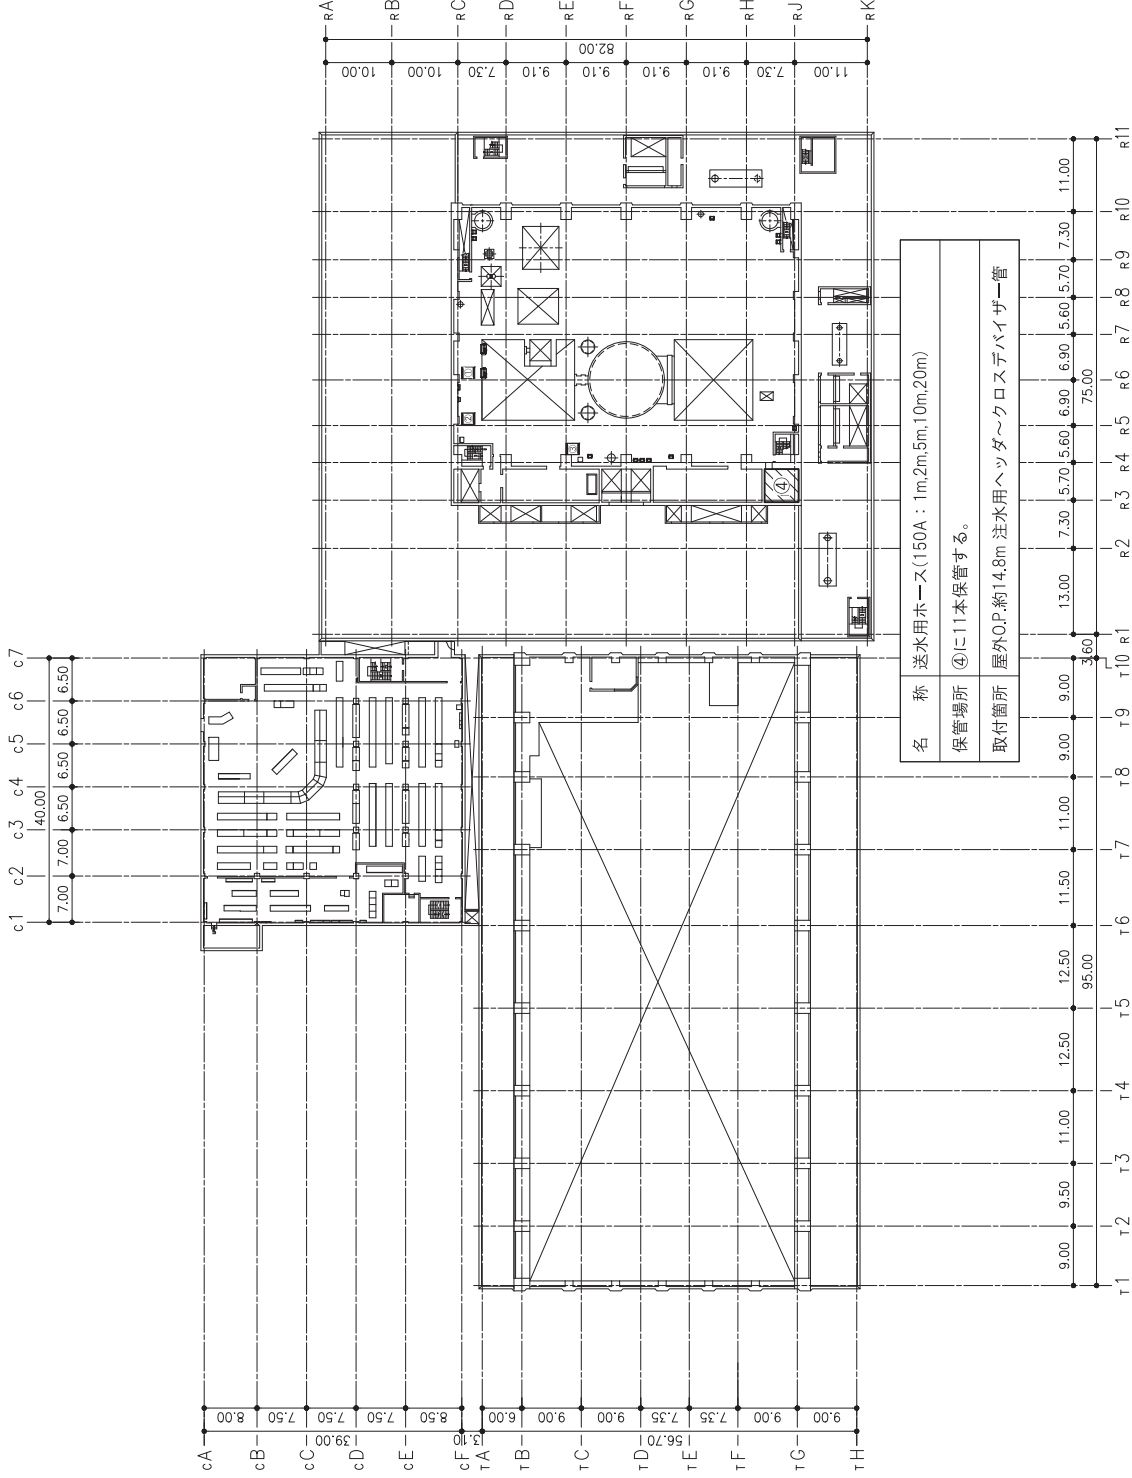 RA
RB
RC
RD
RE
RF
RG
RH
RJ
RK
82.00
10.00
10.00
7.30
9.10
9.10
9.10
9.10
7.30
11.00
R11
R10
R9
R8
R7
R6
R5
R4
R3
R2
R1
11.00
7.30
5.70
5.60
6.90
6.90
5.60
5.70
7.30
13.00
75.00
3.60
①
②
③
④
名 称 送水用ホース(150A : 1m,2m,5m,10m,20m)
保管場所 ④に11本保管する。
取付箇所 屋外O.P.約14.8m 注水用ヘッダ～クロスデバイザー管
c7
c6
c5
c4
c3
c2
c1
6.50
6.50
6.50
6.50
7.00
7.00
40.00
T10
T9
T8
T7
T6
T5
T4
T3
T2
T1
9.00
9.00
11.00
11.50
12.50
12.50
11.00
9.50
9.00
95.00
cA
cB
cC
cD
cE
cF
8.00
7.50
7.50
7.50
8.50
39.00
3.10
TA
TB
TC
TD
TE
TF
TG
TH
6.00
9.00
9.00
7.35
7.35
9.00
9.00
56.70